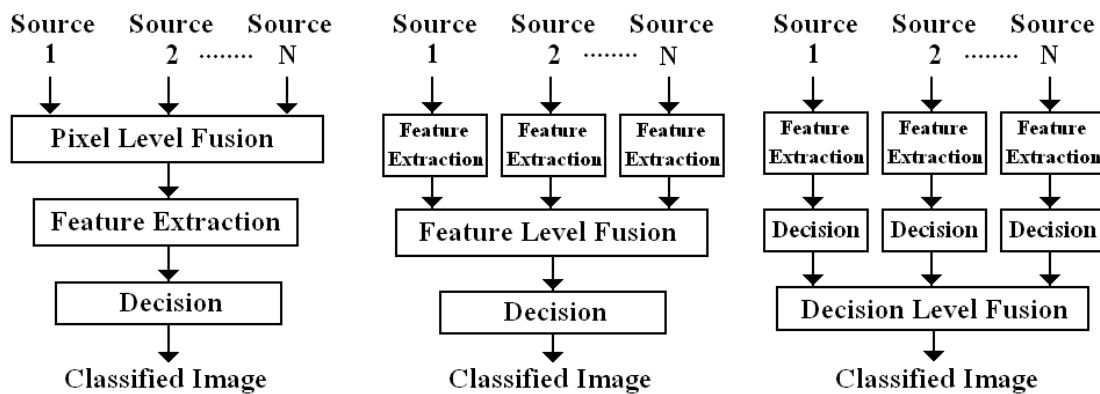 Source Source Source
1 2 ........ N
Pixel Level Fusion
Feature Extraction
Decision
Classified Image
Source Source Source
1 2 ........ N
Feature Feature Feature
Extraction Extraction Extraction
Feature Level Fusion
Decision
Classified Image
Source Source Source
1 2 ........ N
Feature Feature Feature
Extraction Extraction Extraction
Decision Decision Decision
Decision Level Fusion
Classified Image